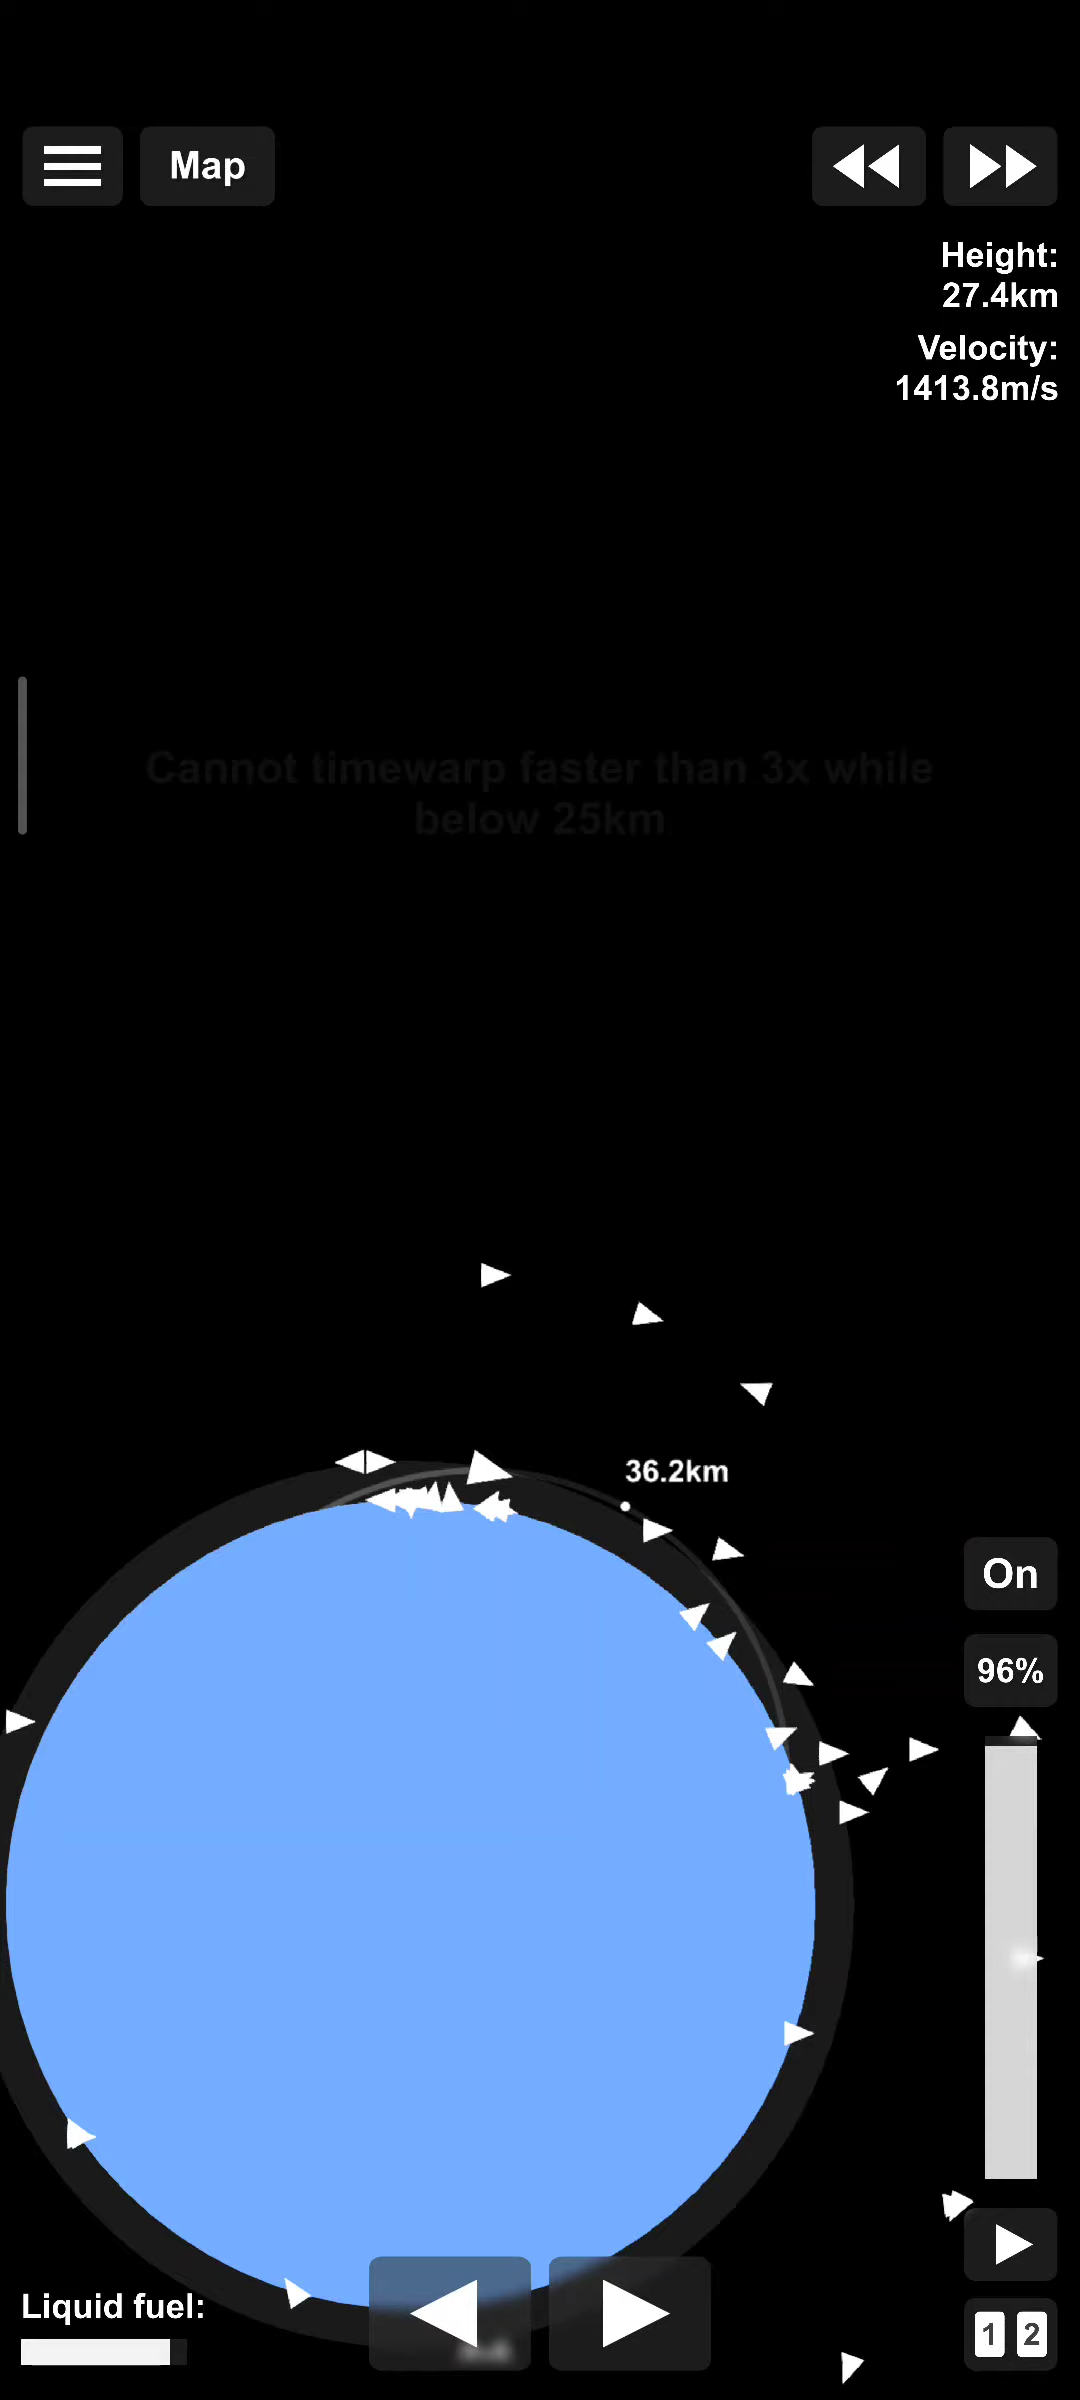 Map
Height:
27.4km
Velocity:
1413.8m/s
Cannot timewarp faster than 3x while
below 25km
36.2km
On
96%
Liquid fuel:
1 2